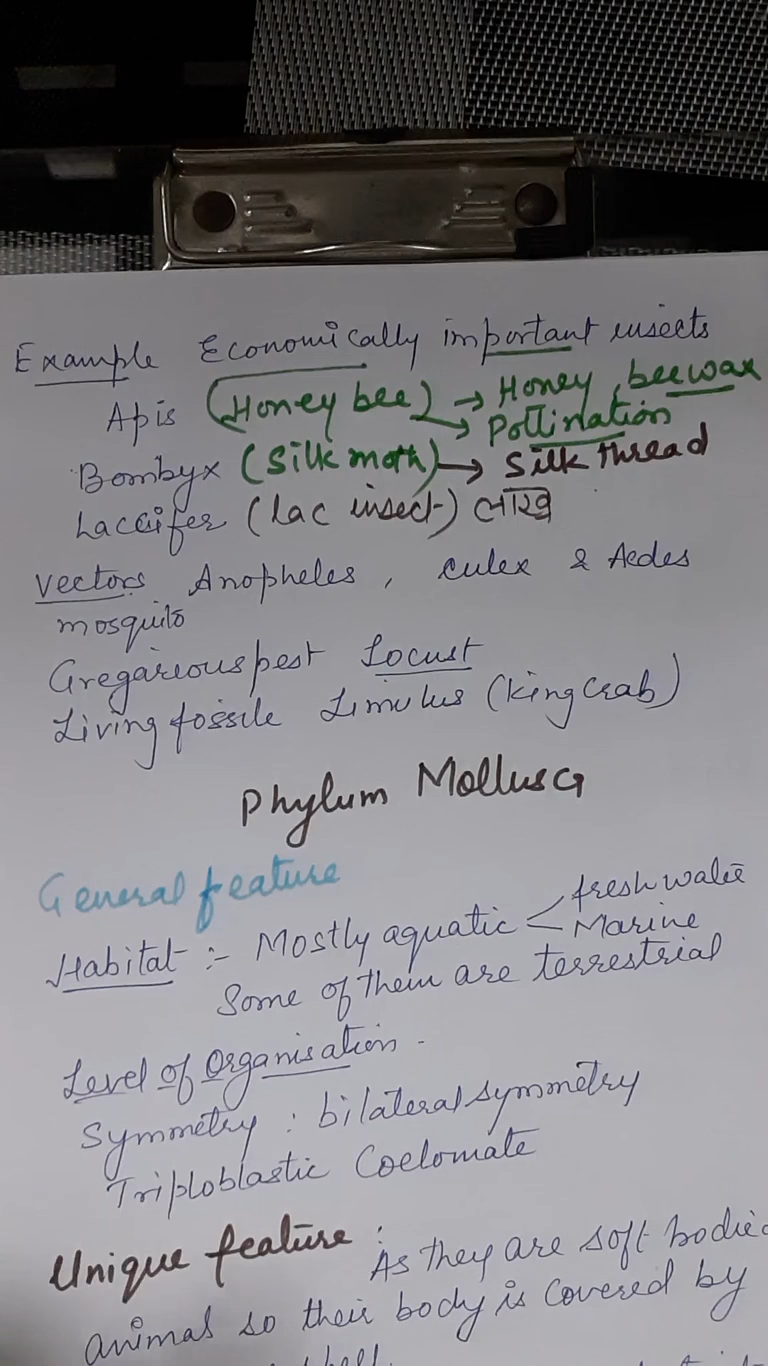 Example Economically important insects
Apis (Honey bee) → Honey, beewax
→ Pollination
Bombyx (Silk moth) → Silk thread
Laccifer (lac insect) लाख
Vectors Anopheles, Culex & Aedes
mosquito
Gregarious pest Locust
Living fossile Limulus (King crab)
Phylum Mollusca
General feature
Habitat :- Mostly aquatic < fresh water
Marine
Some of them are terrestrial
Level of Organisation -
Symmetry : bilateral symmetry
Triploblastic Coelomate
Unique feature :
As they are soft bodied
animal so their body is covered by
shell.